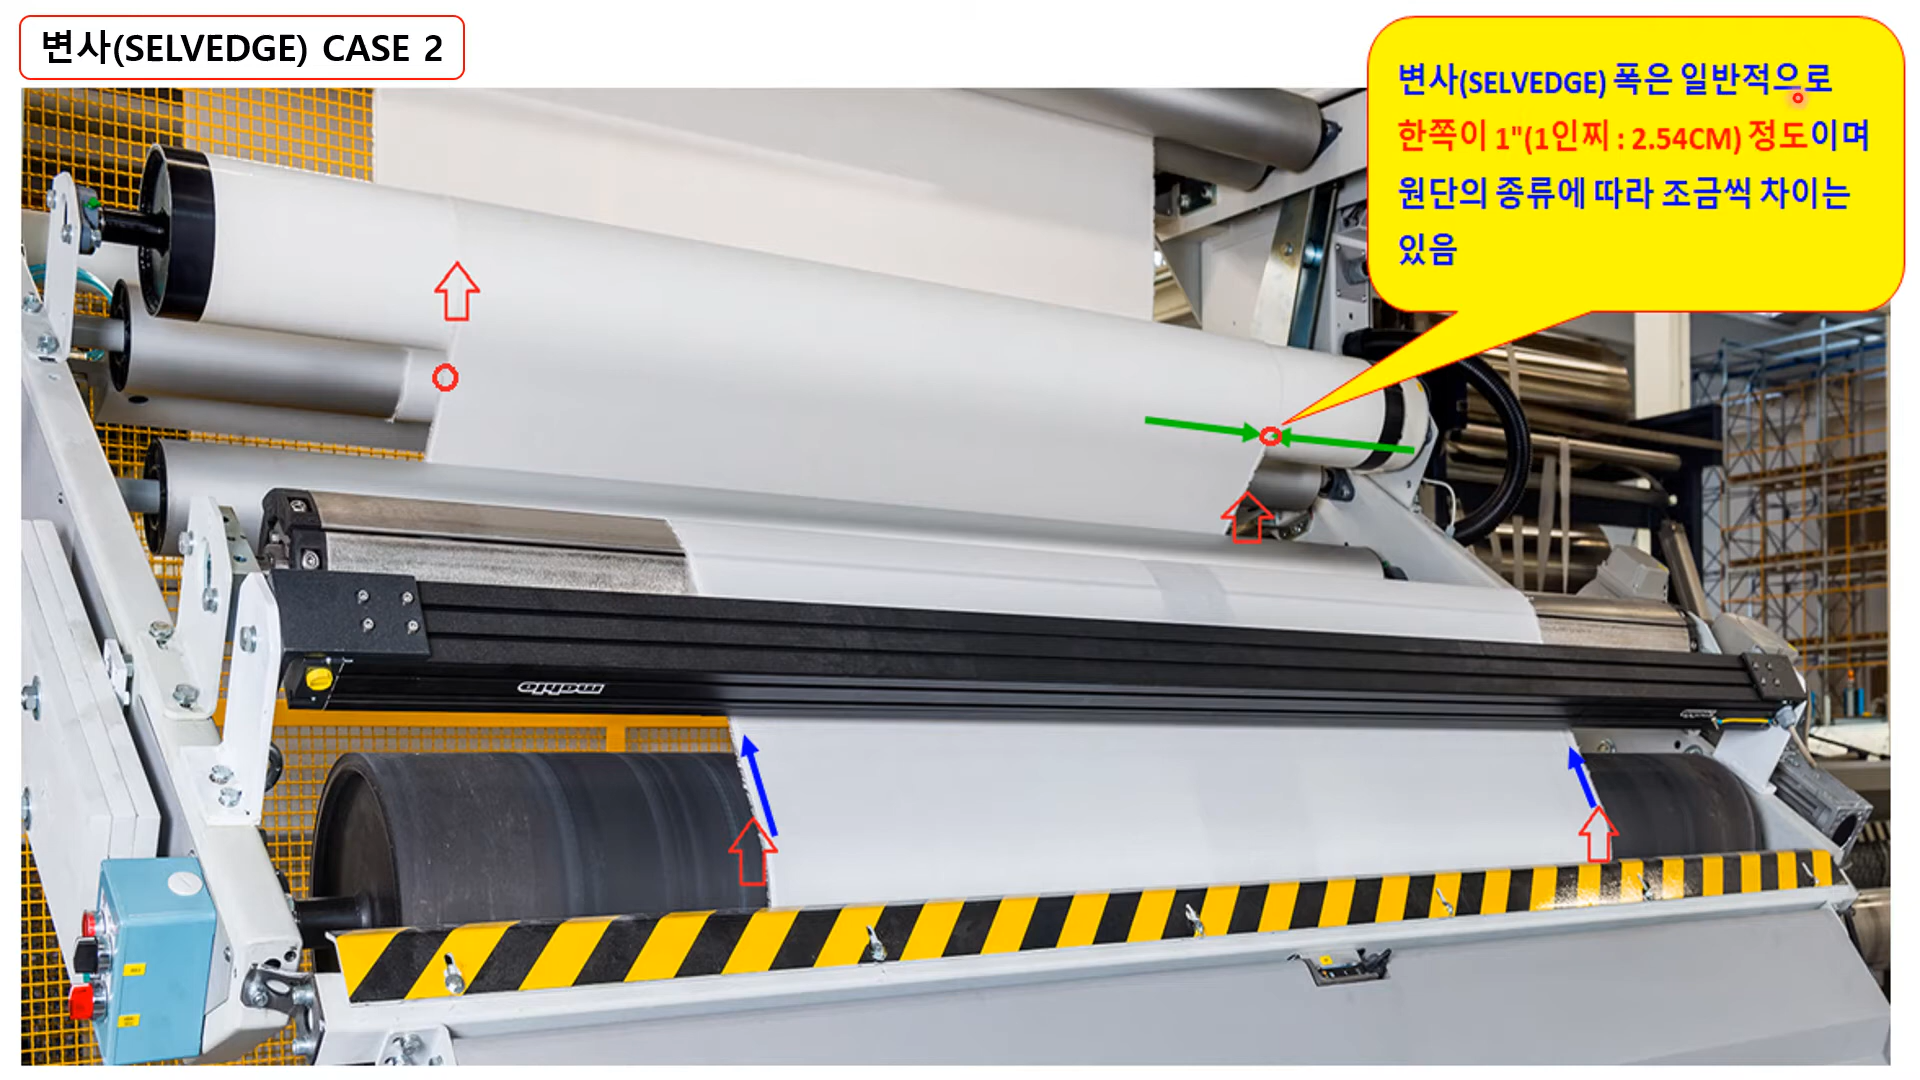 변사(SELVEDGE) CASE 2
변사(SELVEDGE) 폭은 일반적으로
한쪽이 1"(1인찌 : 2.54CM) 정도이며
원단의 종류에 따라 조금씩 차이는
있음
mahlo